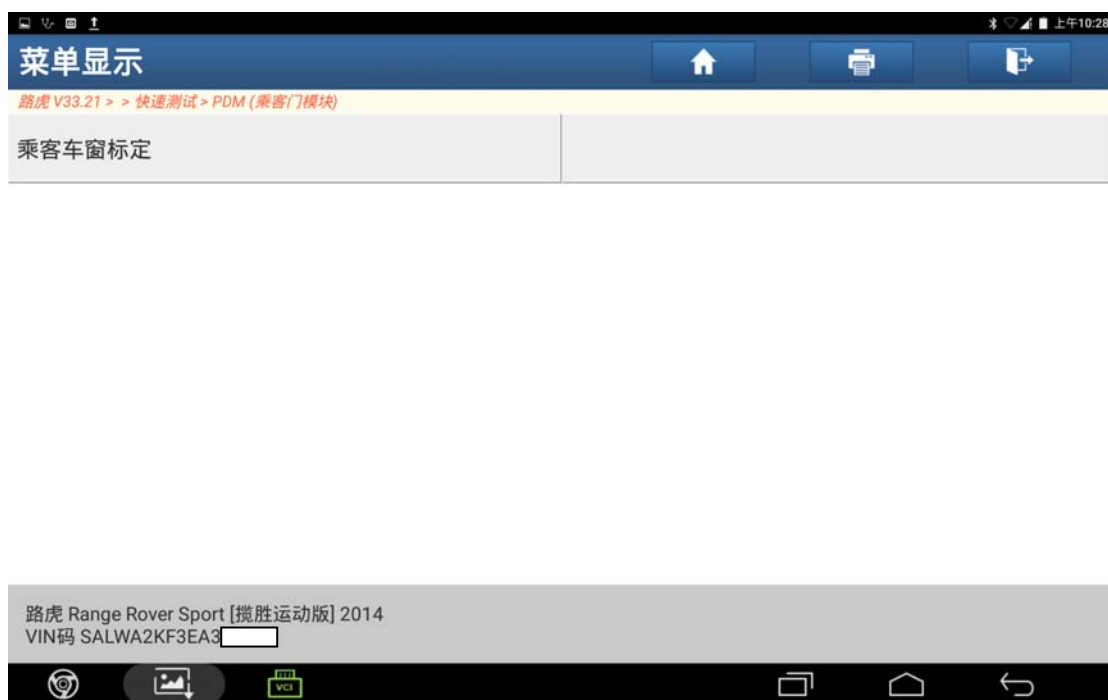 上午10:28
菜单显示
路虎 V33.21 > > 快速测试 > PDM (乘客门模块)
乘客车窗标定
路虎 Range Rover Sport [揽胜运动版] 2014
VIN码 SALWA2KF3EA3
VCI